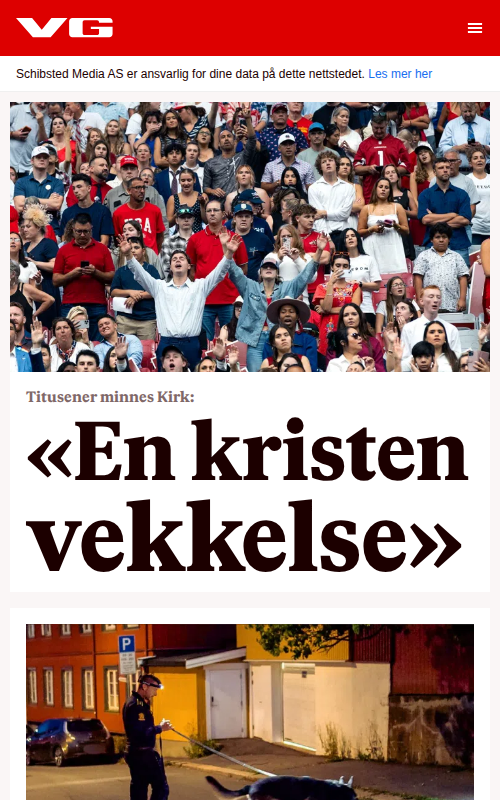 VG
Schibsted Media AS er ansvarlig for dine data på dette nettstedet. Les mer her
Titusener minnes Kirk:
«En kristen
vekkelse»
P